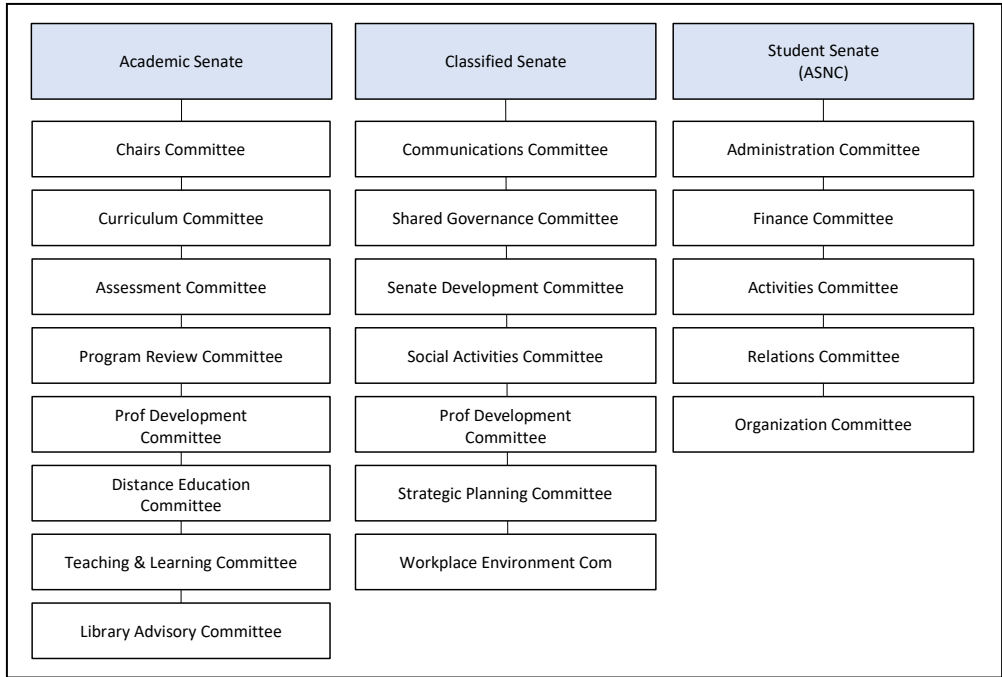 Academic Senate
Chairs Committee
Curriculum Committee
Assessment Committee
Program Review Committee
Prof Development
Committee
Distance Education
Committee
Teaching & Learning Committee
Library Advisory Committee
Classified Senate
Communications Committee
Shared Governance Committee
Senate Development Committee
Social Activities Committee
Prof Development
Committee
Strategic Planning Committee
Workplace Environment Com
Student Senate
(ASNC)
Administration Committee
Finance Committee
Activities Committee
Relations Committee
Organization Committee